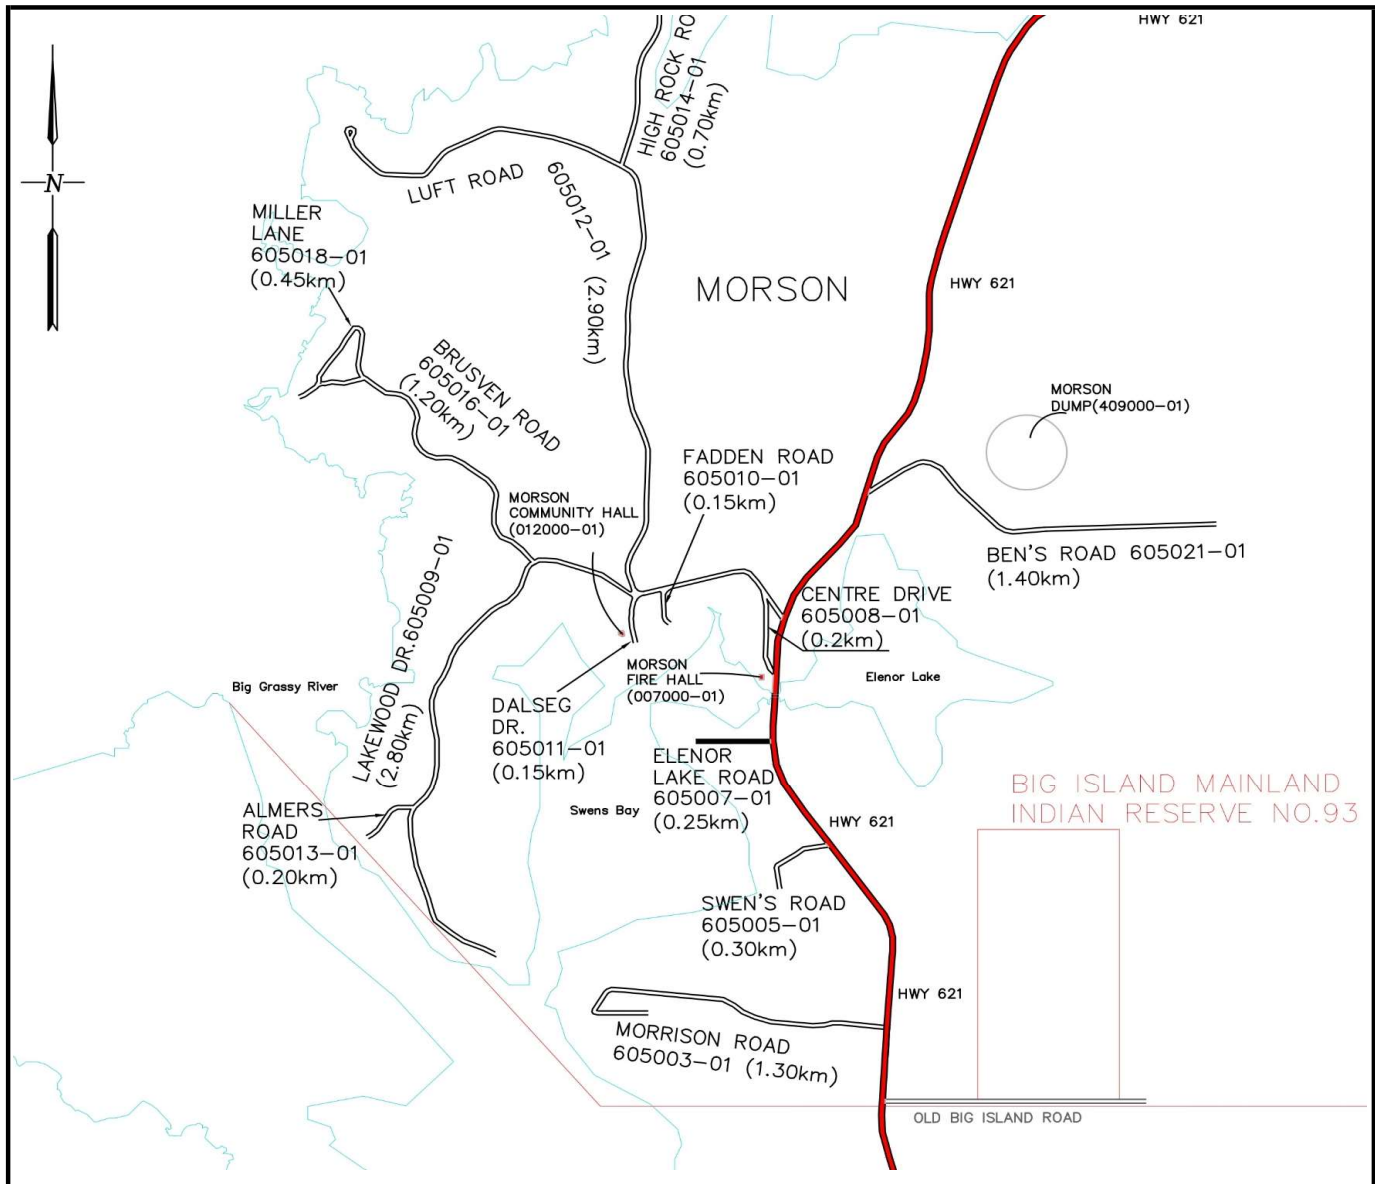 HWY 621
HIGH ROCK RO
605014-01
(0.70km)
LUFT ROAD
605012-01 (2.90km)
N
MILLER
LANE
605018-01
(0.45km)
MORSON
HWY 621
BRUSVEN ROAD
605016-01
(1.20km)
MORSON
DUMP(409000-01)
FADDEN ROAD
605010-01
(0.15km)
MORSON
COMMUNITY HALL
(012000-01)
BEN'S ROAD 605021-01
(1.40km)
LAKEWOOD DR.605009-01
(2.80km)
CENTRE DRIVE
605008-01
(0.2km)
MORSON
FIRE HALL
(007000-01)
Elenor Lake
Big Grassy River
DALSEG
DR.
605011-01
(0.15km)
ELENOR
LAKE ROAD
605007-01
(0.25km)
BIG ISLAND MAINLAND
INDIAN RESERVE NO.93
Swens Bay
ALMERS
ROAD
605013-01
(0.20km)
HWY 621
SWEN'S ROAD
605005-01
(0.30km)
HWY 621
MORRISON ROAD
605003-01 (1.30km)
OLD BIG ISLAND ROAD